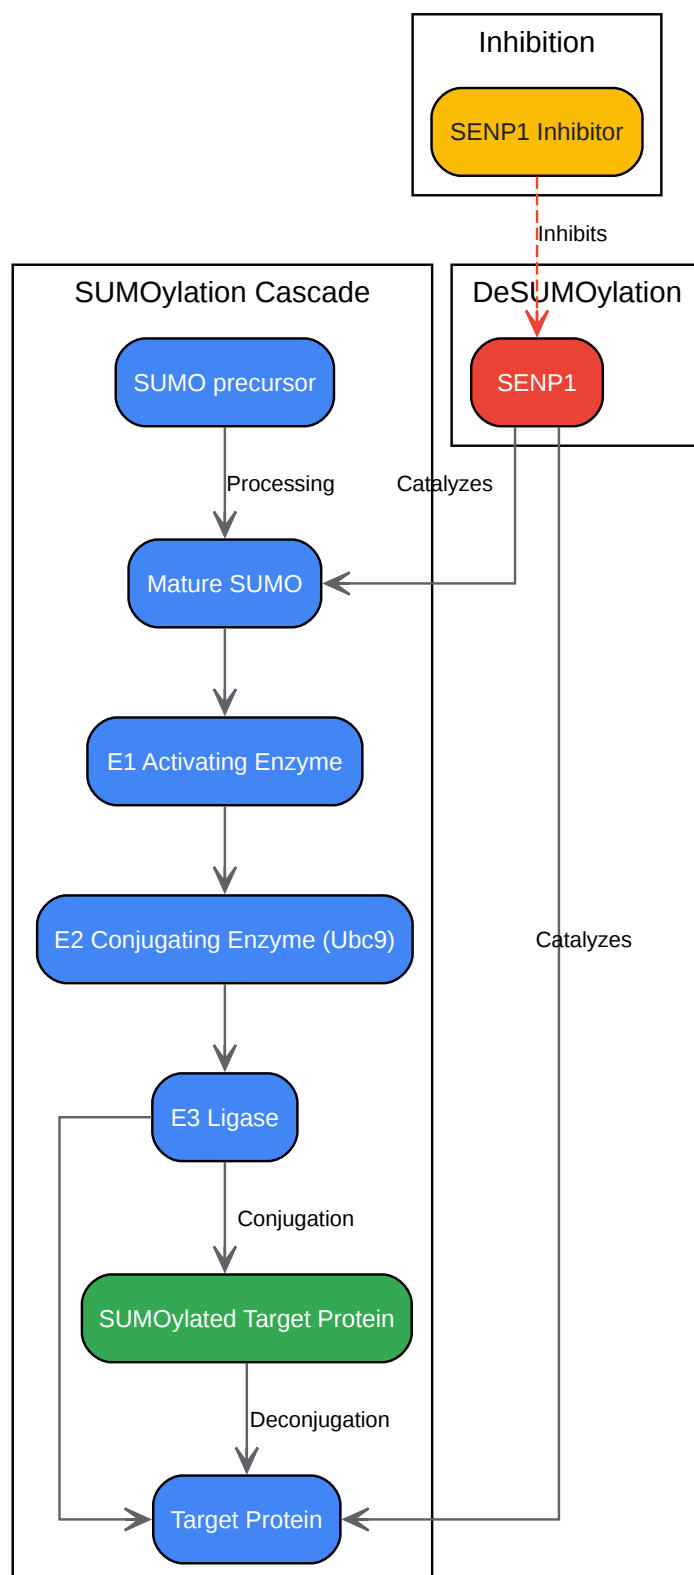 Inhibition
SENP1 Inhibitor
Inhibits
SUMOylation Cascade
DeSUMOylation
SUMO precursor
SENP1
Processing
Catalyzes
Mature SUMO
E1 Activating Enzyme
E2 Conjugating Enzyme (Ubc9)
Catalyzes
E3 Ligase
Conjugation
SUMOylated Target Protein
Deconjugation
Target Protein